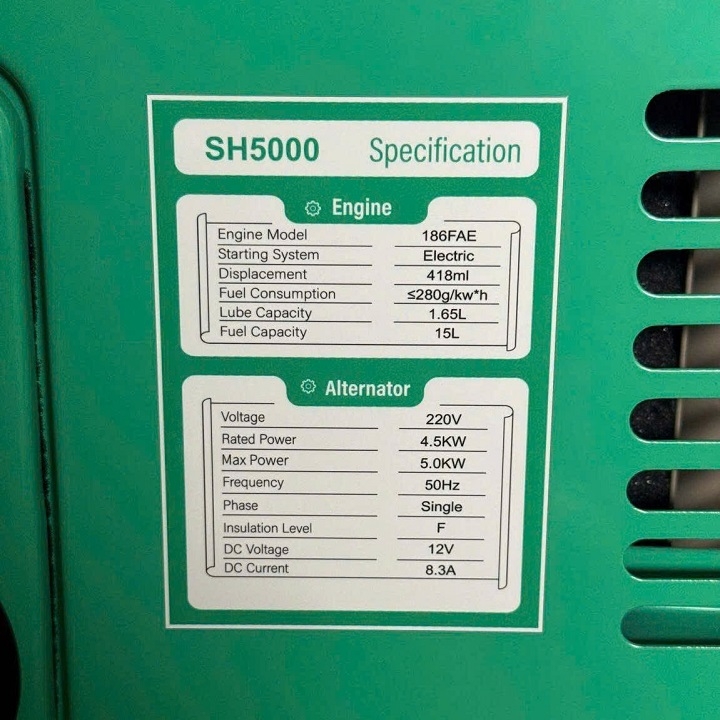 SH5000 Specification
Engine
Engine Model 186FAE
Starting System Electric
Displacement 418ml
Fuel Consumption ≤280g/kw*h
Lube Capacity 1.65L
Fuel Capacity 15L
Alternator
Voltage 220V
Rated Power 4.5KW
Max Power 5.0KW
Frequency 50Hz
Phase Single
Insulation Level F
DC Voltage 12V
DC Current 8.3A